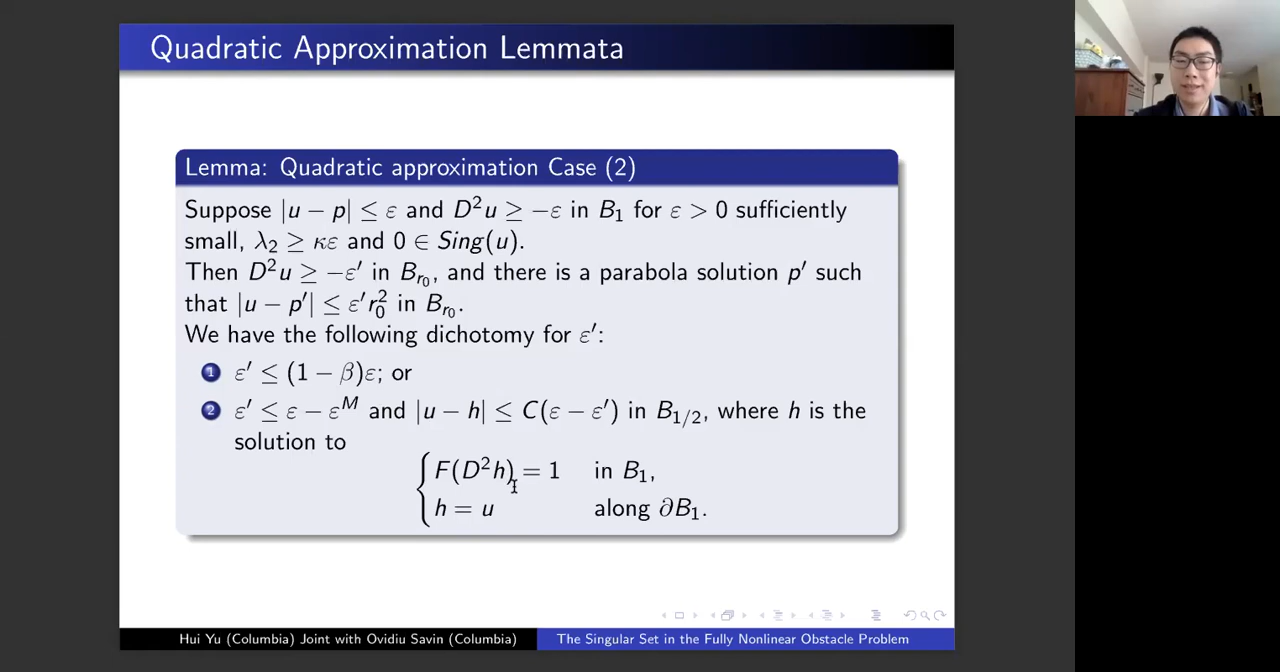 Quadratic Approximation Lemmata
Lemma: Quadratic approximation Case (2)
Suppose |u − p| ≤ ε and D²u ≥ −ε in B₁ for ε > 0 sufficiently
small, λ₂ ≥ κε and 0 ∈ Sing(u).
Then D²u ≥ −ε′ in B_{r₀}, and there is a parabola solution p′ such
that |u − p′| ≤ ε′r₀² in B_{r₀}.
We have the following dichotomy for ε′:
1 ε′ ≤ (1 − β)ε; or
2 ε′ ≤ ε − ε^M and |u − h| ≤ C(ε − ε′) in B_{1/2}, where h is the
solution to
F(D²h) = 1 in B₁,
h = u along ∂B₁.
Hui Yu (Columbia) Joint with Ovidiu Savin (Columbia) The Singular Set in the Fully Nonlinear Obstacle Problem